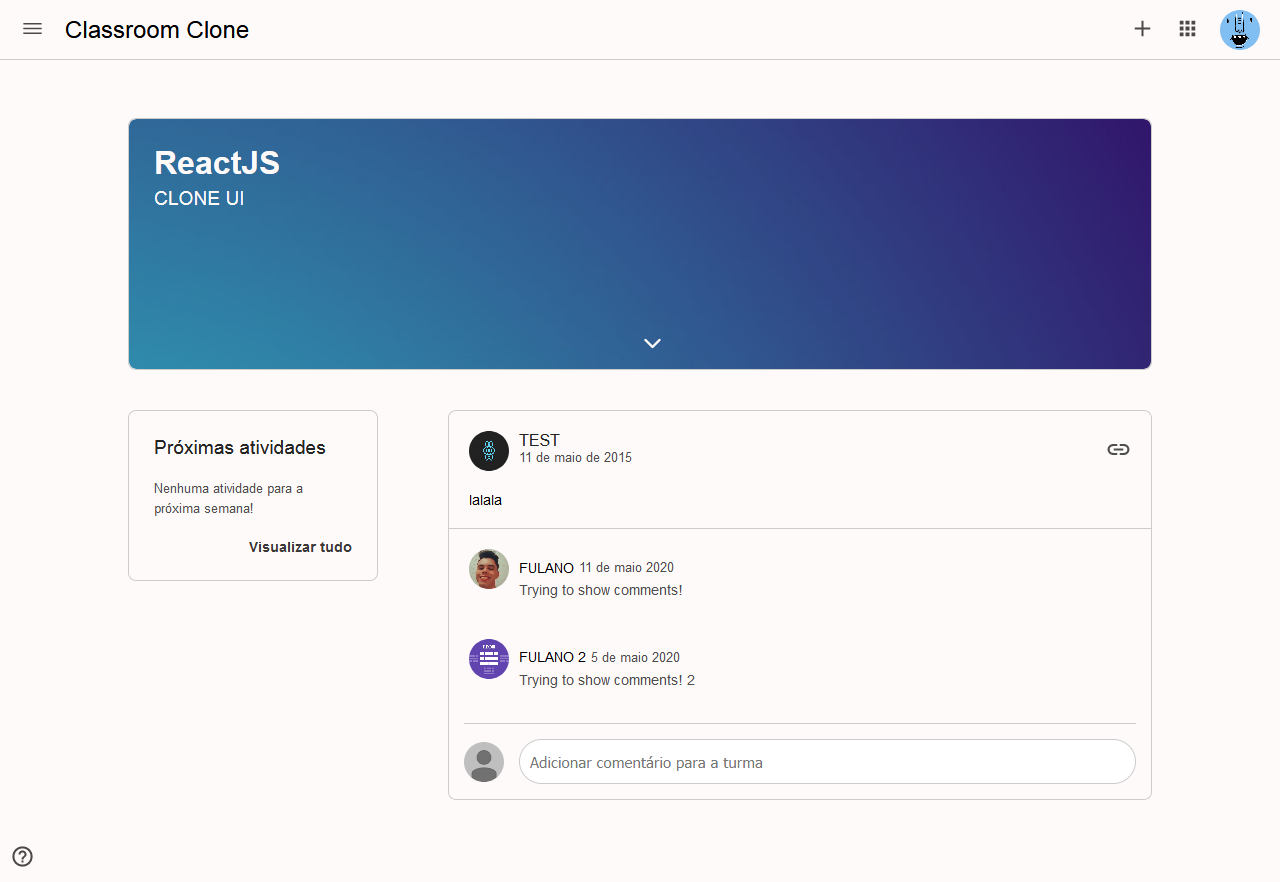 Classroom Clone
ReactJS
CLONE UI
Próximas atividades
Nenhuma atividade para a
próxima semana!
Visualizar tudo
TEST
11 de maio de 2015
lalala
FULANO 11 de maio 2020
Trying to show comments!
FULANO 2 5 de maio 2020
Trying to show comments! 2
Adicionar comentário para a turma